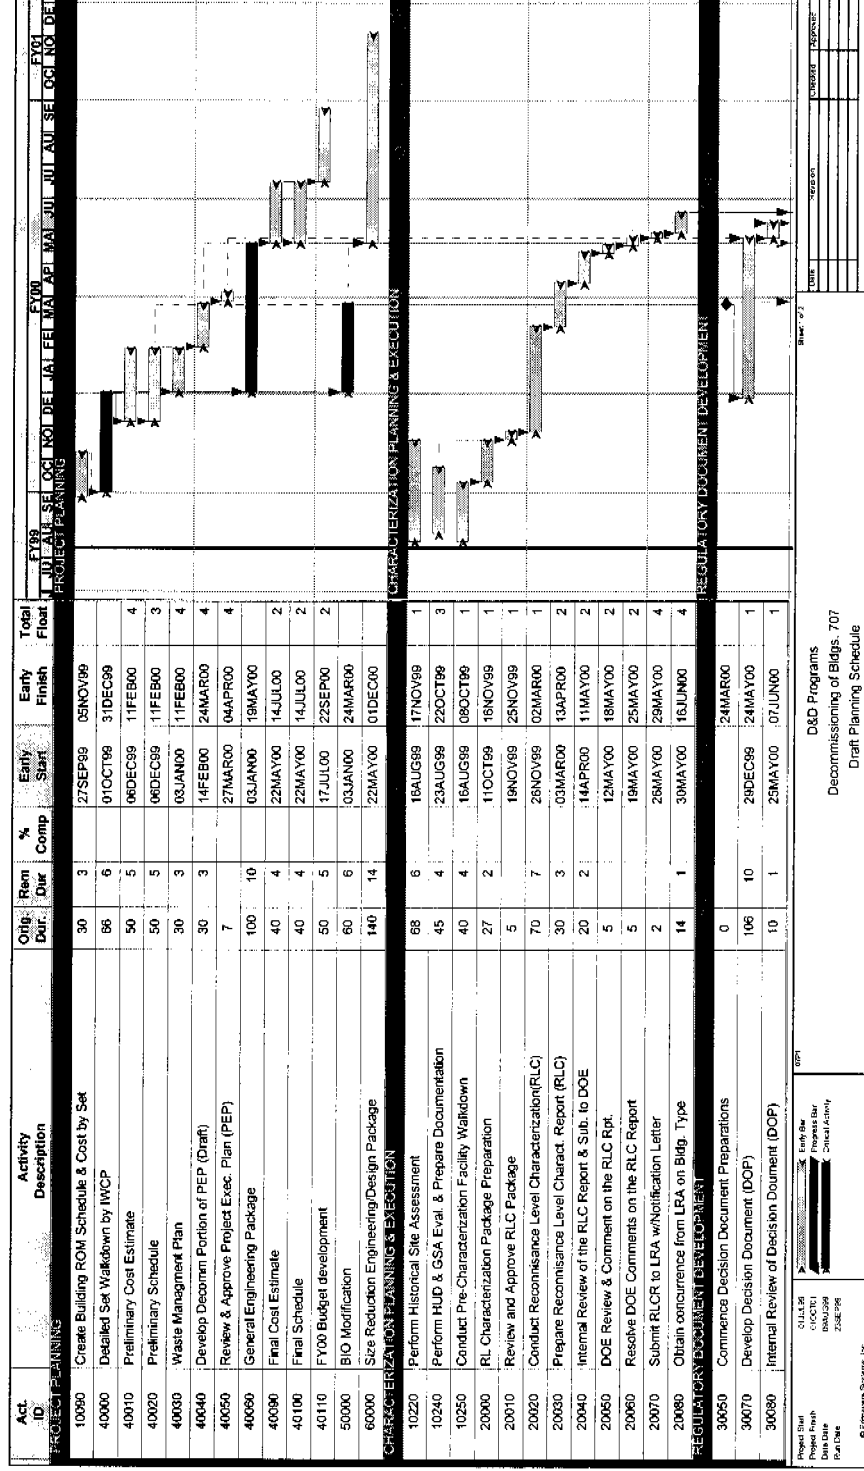 Act. ID Activity Description Orig. Dur. Rem Dur % Comp Early Start Early Finish Total Float
FY99 FY00 FY01
PROJECT PLANNING PROJECT PLANNING
10090 Create Building ROM Schedule & Cost by Set 30 3 27SEP99 05NOV99
40000 Detailed Set Walkdown by IWCP 66 6 01OCT99 31DEC99
40010 Preliminary Cost Estimate 50 5 06DEC99 11FEB00 4
40020 Preliminary Schedule 50 5 06DEC99 11FEB00 3
40030 Waste Managment Plan 30 3 03JAN00 11FEB00 4
40040 Develop Decomm Portion of PEP (Draft) 30 3 14FEB00 24MAR00 4
40050 Review & Approve Project Exec. Plan (PEP) 7 27MAR00 04APR00 4
40060 General Engineering Package 100 10 03JAN00 19MAY00
40090 Final Cost Estimate 40 4 22MAY00 14JUL00 2
40100 Final Schedule 40 4 22MAY00 14JUL00 2
40110 FY00 Budget development 50 5 17JUL00 22SEP00 2
50000 BIO Modification 60 6 03JAN00 24MAR00
60000 Size Reduction Engineering/Design Package 140 14 22MAY00 01DEC00
CHARACTERIZATION PLANNING & EXECUTION CHARACTERIZATION PLANNING & EXECUTION
10220 Perform Historical Site Assessment 68 6 16AUG99 17NOV99 1
10240 Perform HUD & GSA Eval. & Prepare Documentation 45 4 23AUG99 22OCT99 3
10250 Conduct Pre-Characterization Facility Walkdown 40 4 16AUG99 08OCT99 1
20000 RL Characterization Package Preparation 27 2 11OCT99 16NOV99 1
20010 Review and Approve RLC Package 5 19NOV99 25NOV99 1
20020 Conduct Reconnisance Level Characterization(RLC) 70 7 26NOV99 02MAR00 1
20030 Prepare Reconnisance Level Charact. Report (RLC) 30 3 03MAR00 13APR00 2
20040 Internal Review of the RLC Report & Sub. to DOE 20 2 14APR00 11MAY00 2
20050 DOE Review & Comment on the RLC Rpt. 5 12MAY00 18MAY00 2
20060 Resolve DOE Comments on the RLC Report 5 19MAY00 25MAY00 2
20070 Submit RLCR to LRA w/Notification Letter 2 26MAY00 29MAY00 4
20080 Obtain concurrence from LRA on Bldg. Type 14 1 30MAY00 16JUN00 4
REGULATORY DOCUMENT DEVELOPMENT REGULATORY DOCUMENT DEVELOPMENT
30050 Commence Decision Document Preparations 0 24MAR00
30070 Develop Decision Document (DOP) 106 10 29DEC99 24MAY00 1
30080 Internal Review of Decision Document (DOP) 10 1 25MAY00 07JUN00 1
Project Start
Project Finish
Data Date
Run Date
Early Bar
Progress Bar
Critical Activity
D&D Programs
Decommissioning of Bldgs. 707
Draft Planning Schedule
Sheet 1 of 2
Date Revision Checked Approved